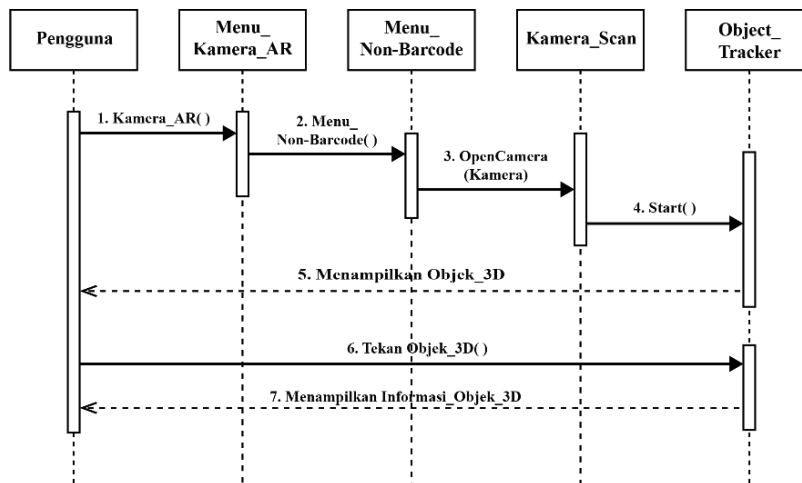 Pengguna
Menu_
Kamera_AR
Menu_
Non-Barcode
Kamera_Scan
Object_
Tracker
1. Kamera_AR( )
2. Menu_
Non-Barcode( )
3. OpenCamera
(Kamera)
4. Start( )
5. Menampilkan Objek_3D
6. Tekan Objek_3D( )
7. Menampilkan Informasi_Objek_3D